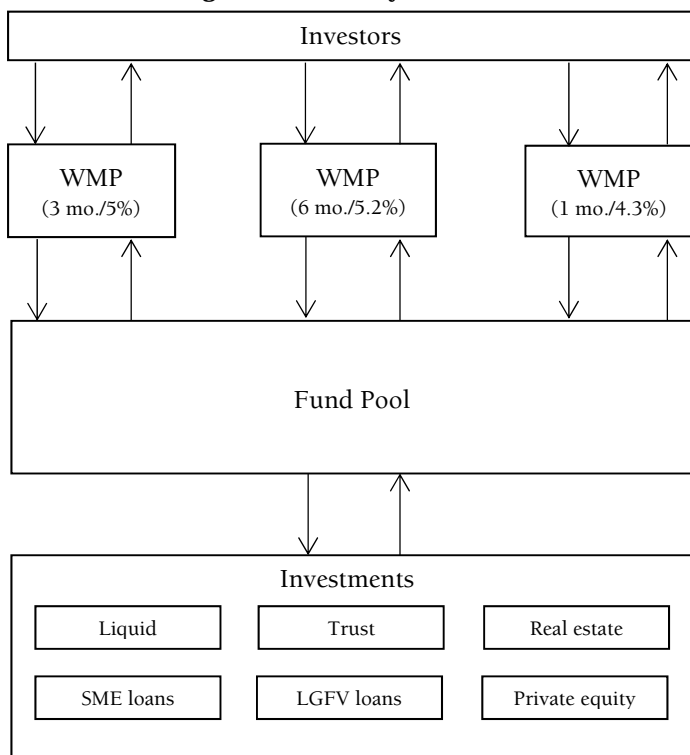 Investors
WMP
(3 mo./5%)
WMP
(6 mo./5.2%)
WMP
(1 mo./4.3%)
Fund Pool
Investments
Liquid
Trust
Real estate
SME loans
LGFV loans
Private equity